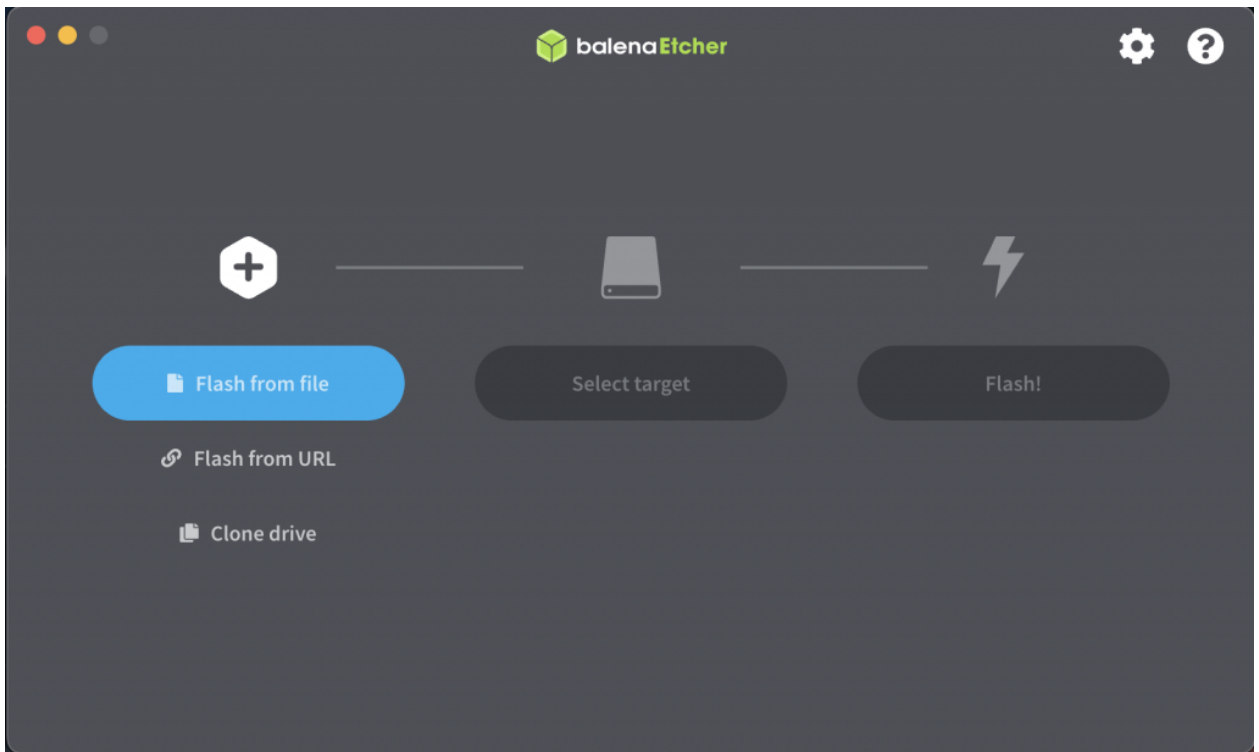 balenaEtcher
Flash from file
Select target
Flash!
Flash from URL
Clone drive